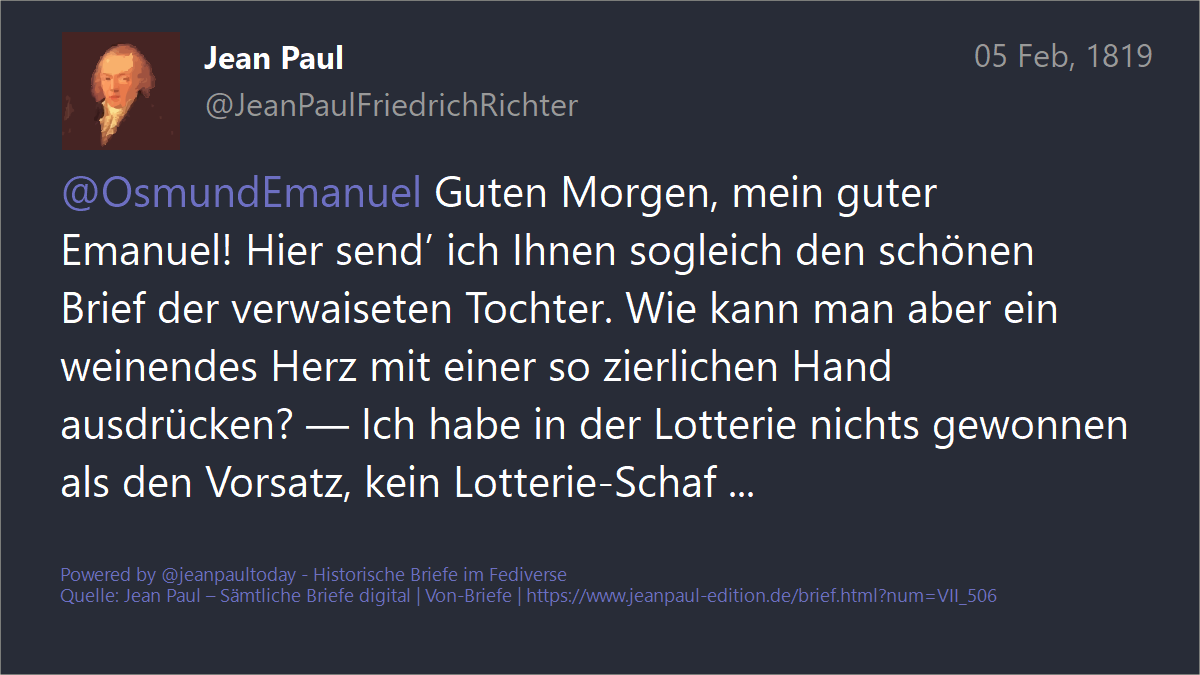 Jean Paul
05 Feb, 1819
@JeanPaulFriedrichRichter
@OsmundEmanuel Guten Morgen, mein guter
Emanuel! Hier send’ ich Ihnen sogleich den schönen
Brief der verwaiseten Tochter. Wie kann man aber ein
weinendes Herz mit einer so zierlichen Hand
ausdrücken? — Ich habe in der Lotterie nichts gewonnen
als den Vorsatz, kein Lotterie-Schaf ...
Powered by @jeanpaultoday - Historische Briefe im Fediverse
Quelle: Jean Paul – Sämtliche Briefe digital | Von-Briefe | https://www.jeanpaul-edition.de/brief.html?num=VII_506